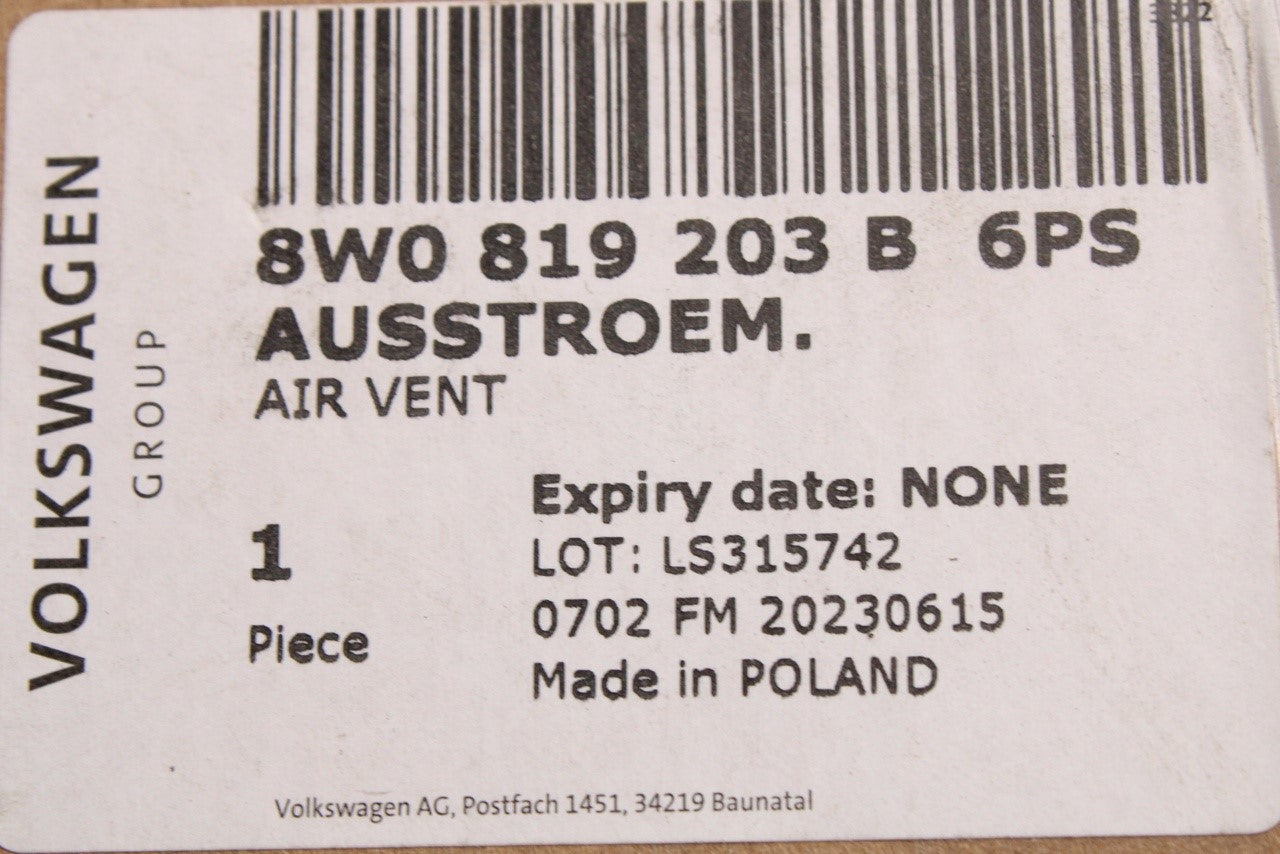 8W0 819 203 B 6PS
AUSSTROEM.
AIR VENT
Expiry date: NONE
1
LOT: LS315742
0702 FM 20230615
Piece
Made in POLAND
Volkswagen AG, Postfach 1451, 34219 Baunatal
VOLKSWAGEN
GROUP